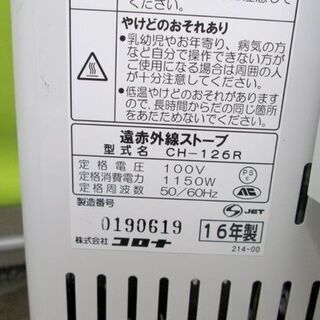 やけどのおそれあり
●乳幼児やお年寄り、病気の方
など自分で操作できない方が
ご使用になる場合は周囲の人
が十分注意してください。
●低温やけどのおそれがあります
ので、長時間からだの同じ箇所
をあたためないでください。
遠赤外線ストーブ
型式名 CH-126R
定格電圧 100V
定格消費電力 1150W
定格周波数 50/60Hz
PS
E
製造番号
0190619
JET
16年製
株式会社 コロナ
214-00